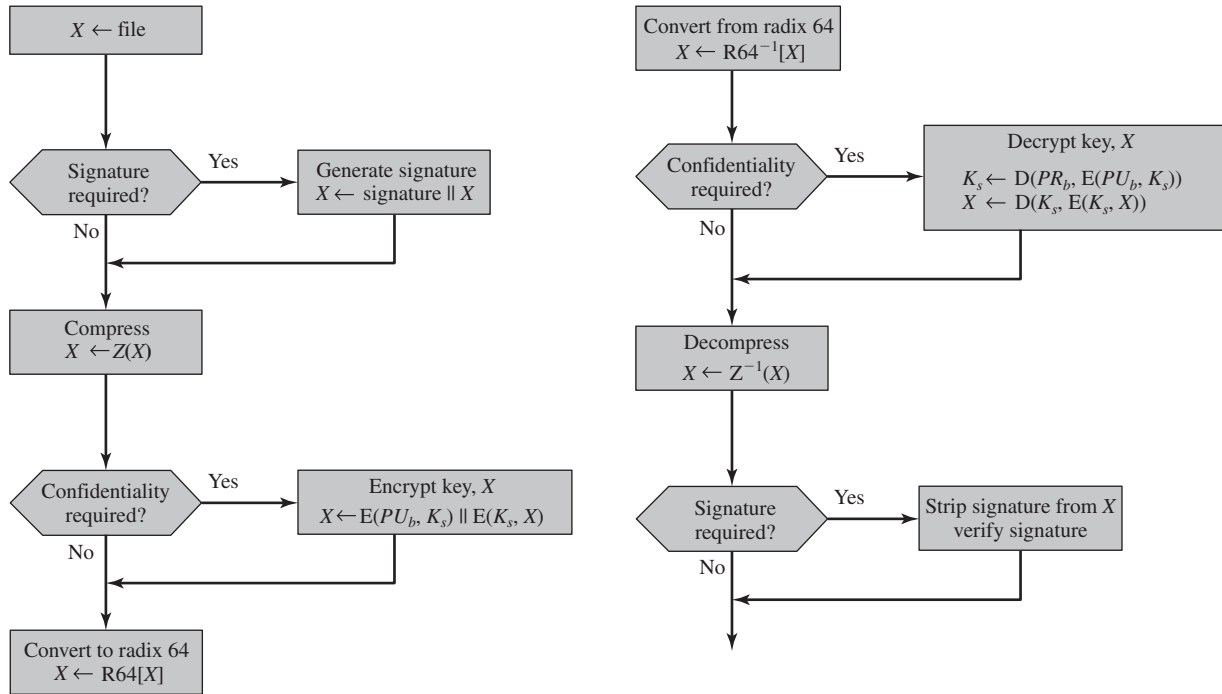 X ← file
Signature
required?
Yes
Generate signature
X ← signature || X
No
Compress
X ← Z(X)
Confidentiality
required?
Yes
Encrypt key, X
X ← E(PU_b, K_s) || E(K_s, X)
No
Convert to radix 64
X ← R64[X]
Convert from radix 64
X ← R64⁻¹[X]
Confidentiality
required?
Yes
Decrypt key, X
K_s ← D(PR_b, E(PU_b, K_s))
X ← D(K_s, E(K_s, X))
No
Decompress
X ← Z⁻¹(X)
Signature
required?
Yes
Strip signature from X
verify signature
No